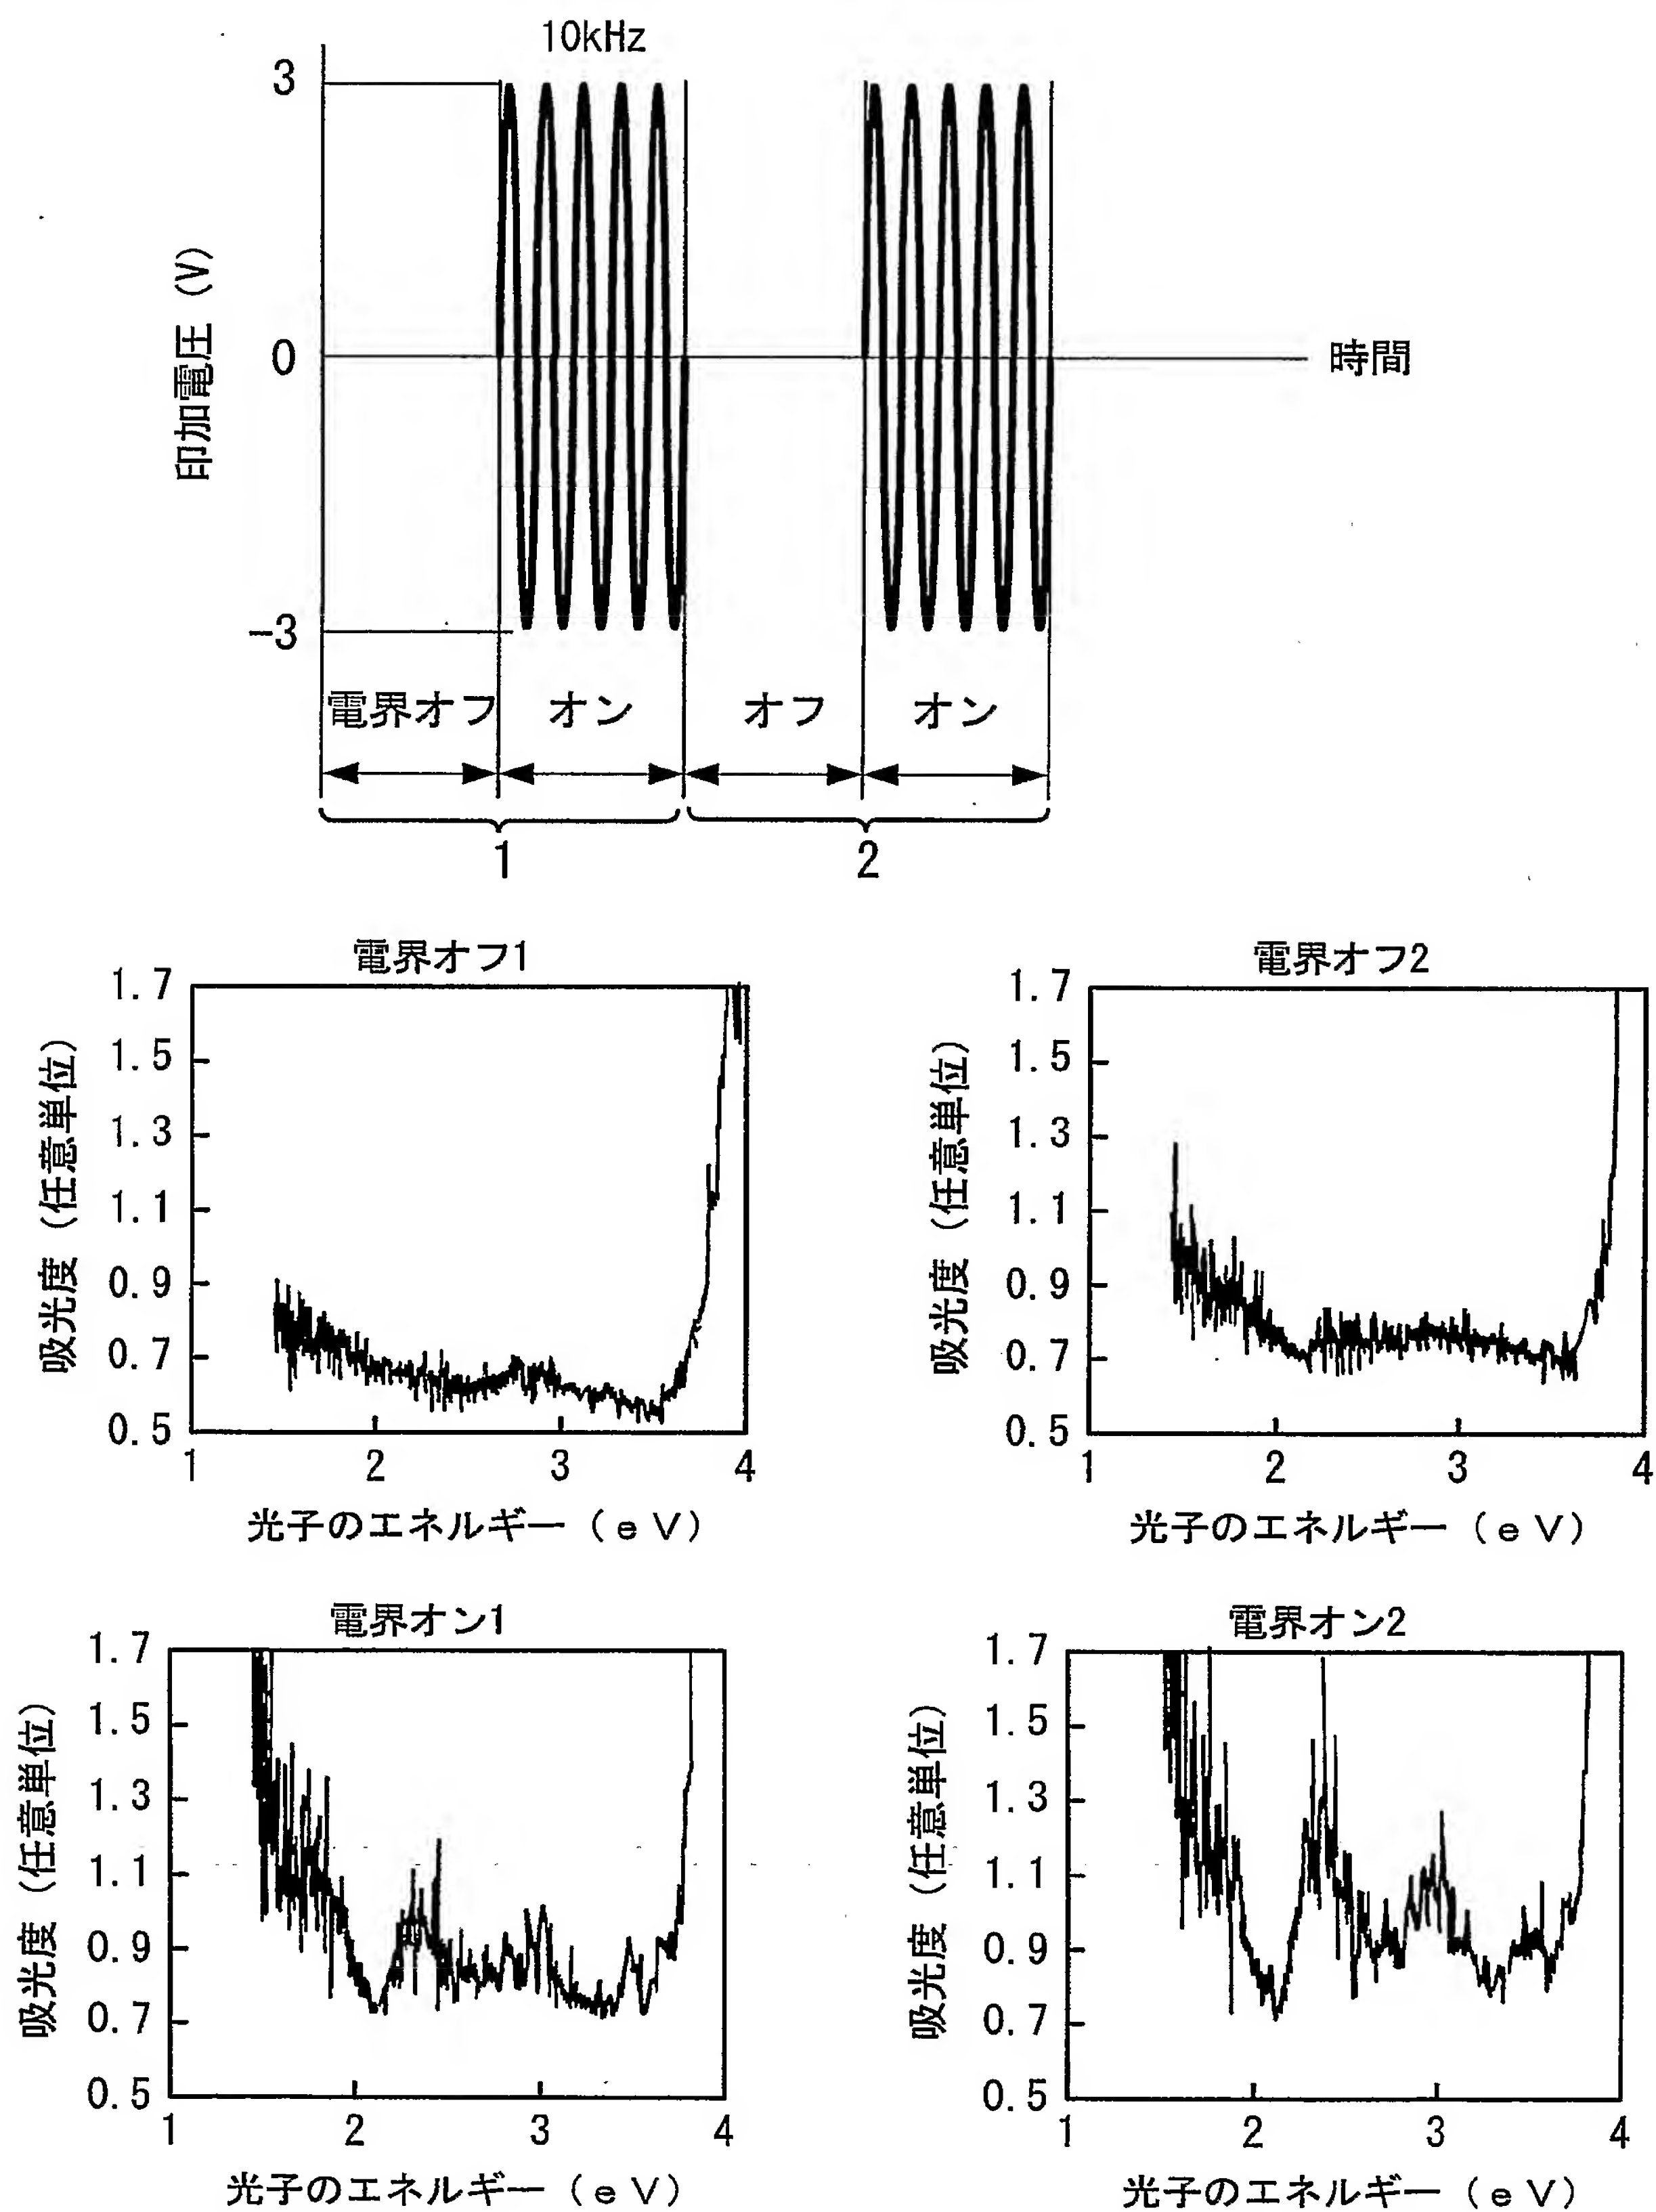 10kHz
3
0
-3
印加電圧 (V)
時間
電界オフ オン オフ オン
1 2
電界オフ1
1.7
1.5
1.3
1.1
0.9
0.7
0.5
吸光度 (任意単位)
1 2 3 4
光子のエネルギー (eV)
電界オフ2
1.7
1.5
1.3
1.1
0.9
0.7
0.5
吸光度 (任意単位)
1 2 3 4
光子のエネルギー (eV)
電界オン1
1.7
1.5
1.3
1.1
0.9
0.7
0.5
吸光度 (任意単位)
1 2 3 4
光子のエネルギー (eV)
電界オン2
1.7
1.5
1.3
1.1
0.9
0.7
0.5
吸光度 (任意単位)
1 2 3 4
光子のエネルギー (eV)